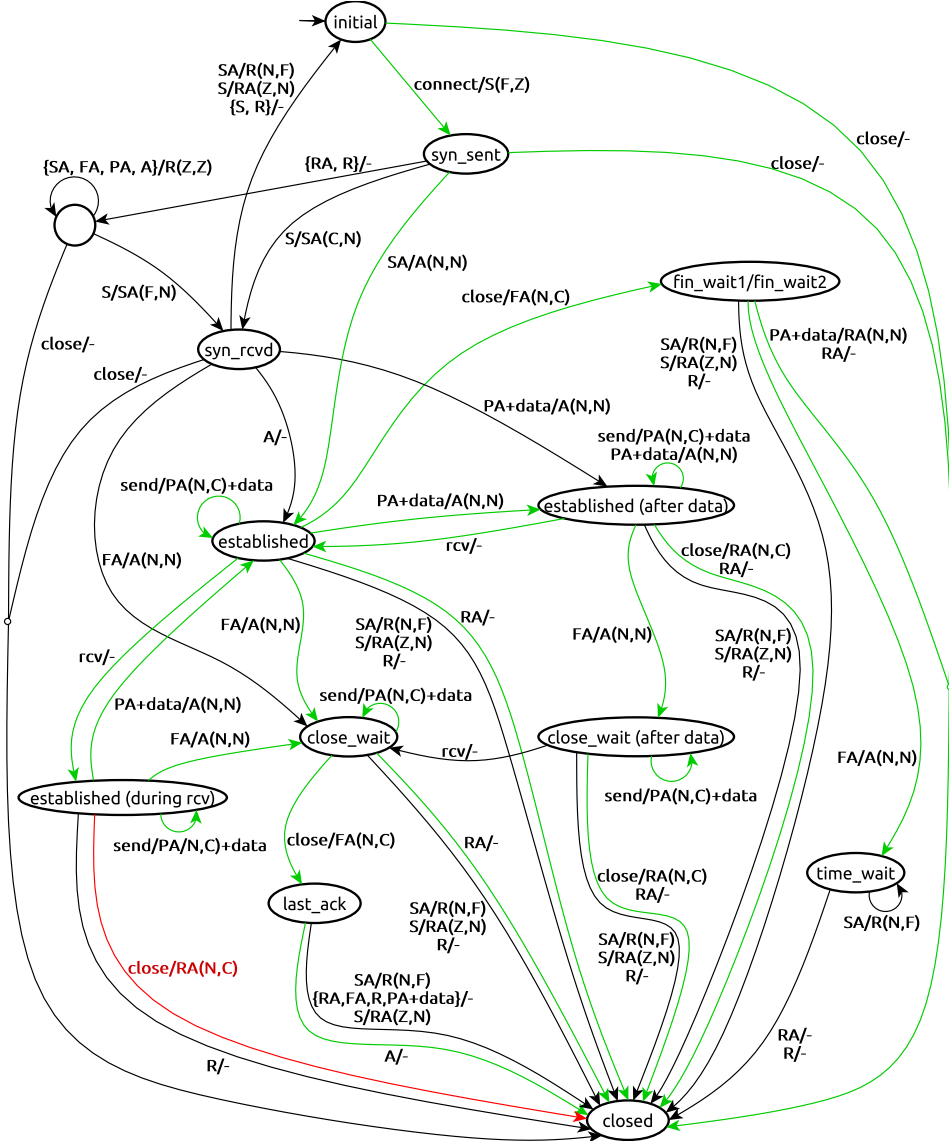 initial
SA/R(N,F)
S/RA(Z,N)
{S, R}/-
connect/S(F,Z)
close/-
syn_sent
{SA, FA, PA, A}/R(Z,Z)
{RA, R}/-
close/-
S/SA(C,N)
SA/A(N,N)
S/SA(F,N)
close/FA(N,C)
fin_wait1/fin_wait2
close/-
syn_rcvd
close/-
SA/R(N,F)
S/RA(Z,N)
R/-
PA+data/RA(N,N)
RA/-
PA+data/A(N,N)
A/-
send/PA(N,C)+data
PA+data/A(N,N)
send/PA(N,C)+data
PA+data/A(N,N)
established (after data)
established
rcv/-
FA/A(N,N)
close/RA(N,C)
RA/-
FA/A(N,N)
RA/-
SA/R(N,F)
S/RA(Z,N)
R/-
FA/A(N,N)
SA/R(N,F)
S/RA(Z,N)
R/-
rcv/-
PA+data/A(N,N)
send/PA(N,C)+data
FA/A(N,N)
close_wait
rcv/-
close_wait (after data)
FA/A(N,N)
established (during rcv)
send/PA(N,C)+data
send/PA/N,C)+data
close/FA(N,C)
RA/-
close/RA(N,C)
RA/-
time_wait
last_ack
SA/R(N,F)
S/RA(Z,N)
R/-
SA/R(N,F)
SA/R(N,F)
S/RA(Z,N)
R/-
close/RA(N,C)
SA/R(N,F)
{RA,FA,R,PA+data}/-
S/RA(Z,N)
A/-
R/-
RA/-
R/-
closed